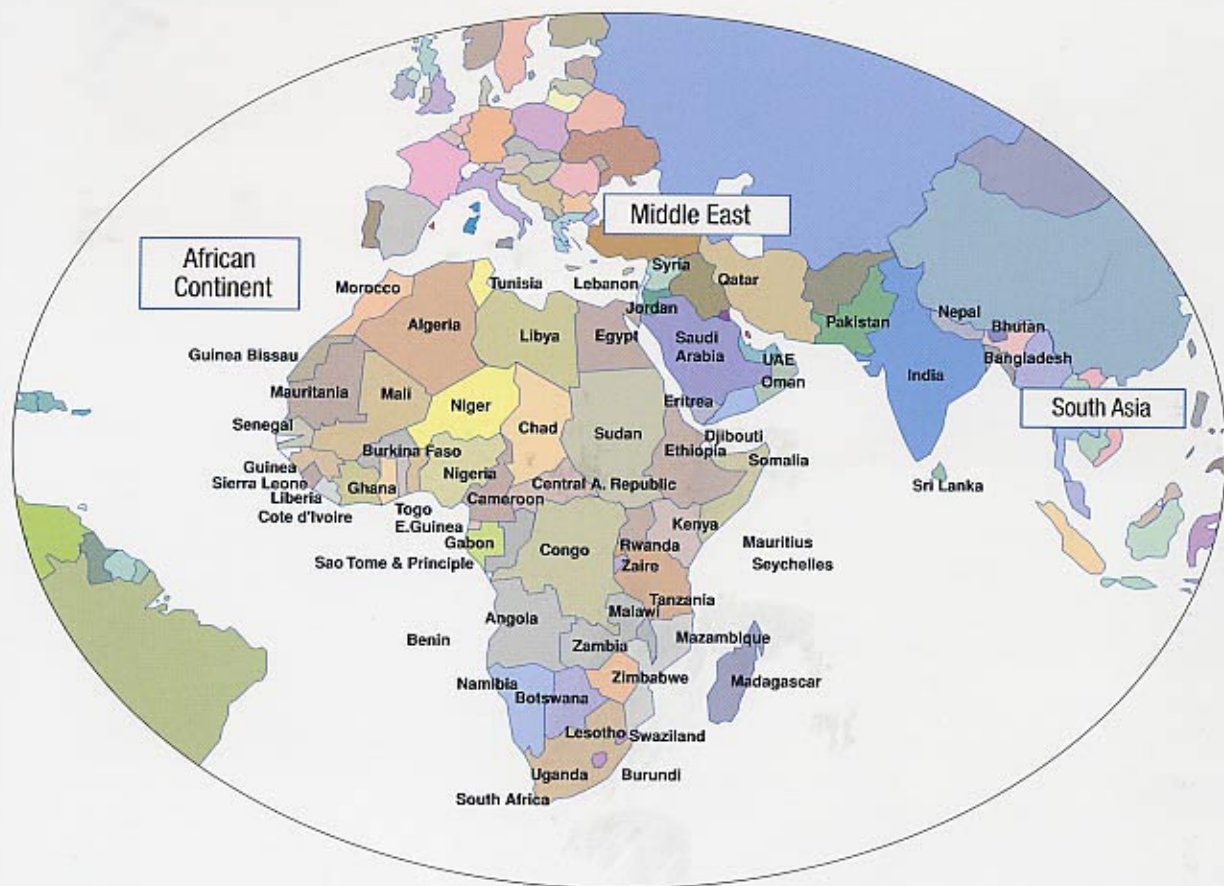 Middle East
African
Continent
Syria
Tunisia
Lebanon
Qatar
Morocco
Jordan
Algeria
Libya
Egypt
Saudi
Arabia
Pakistan
Nepal
Bhutan
Bangladesh
Guinea Bissau
UAE
Oman
India
Mauritania
Mali
Niger
Eritrea
South Asia
Senegal
Chad
Sudan
Djibouti
Burkina Faso
Ethiopia
Somalia
Guinea
Sierra Leone
Liberia
Ghana
Nigeria
Central A. Republic
Sri Lanka
Cameroon
Cote d'Ivoire
Togo
E.Guinea
Kenya
Gabon
Congo
Rwanda
Mauritius
Sao Tome & Principle
Zaire
Seychelles
Tanzania
Malawi
Angola
Benin
Zambia
Mazambique
Zimbabwe
Namibia
Botswana
Madagascar
Lesotho
Swaziland
Uganda
Burundi
South Africa